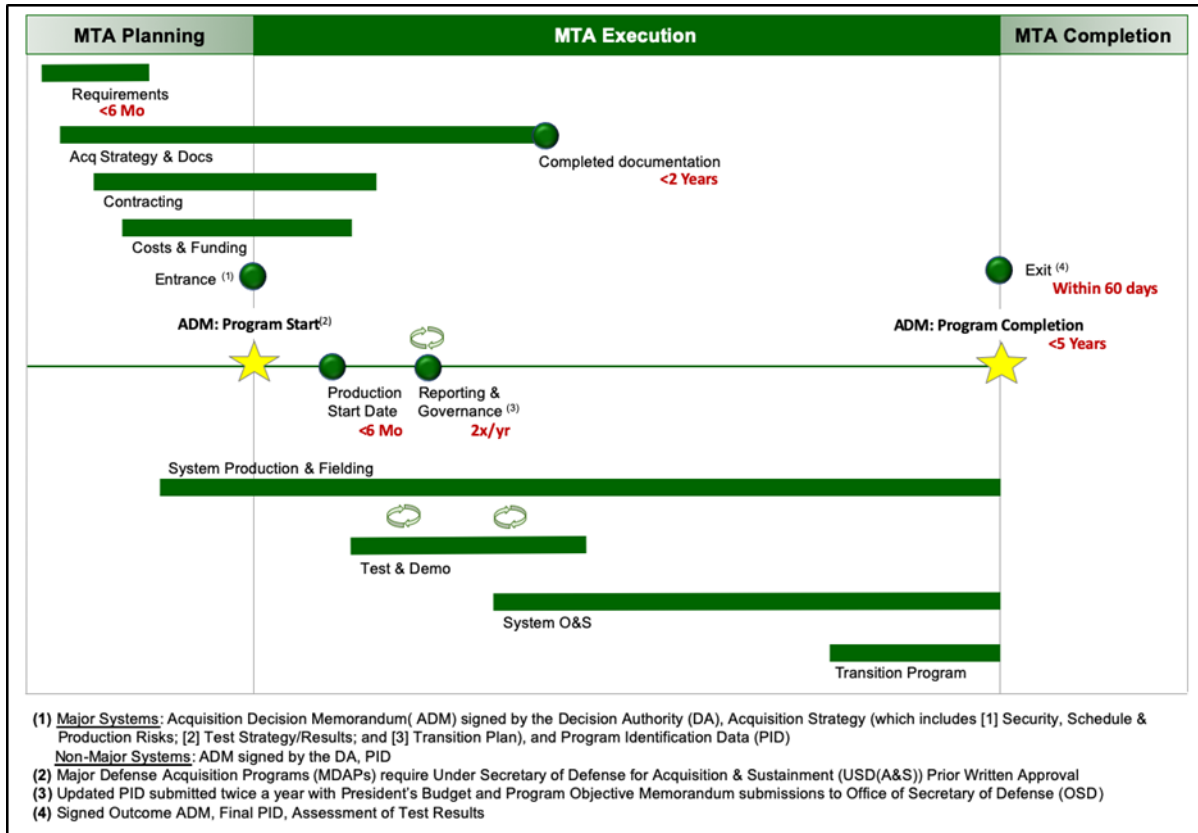 MTA Planning
MTA Execution
MTA Completion
Requirements
<6 Mo
Acq Strategy & Docs
Completed documentation
<2 Years
Contracting
Costs & Funding
Entrance (1)
Exit (4)
Within 60 days
ADM: Program Start(2)
ADM: Program Completion
<5 Years
Production
Start Date
<6 Mo
Reporting &
Governance (3)
2x/yr
System Production & Fielding
Test & Demo
System O&S
Transition Program
(1) Major Systems: Acquisition Decision Memorandum( ADM) signed by the Decision Authority (DA), Acquisition Strategy (which includes [1] Security, Schedule &
Production Risks; [2] Test Strategy/Results; and [3] Transition Plan), and Program Identification Data (PID)
Non-Major Systems: ADM signed by the DA, PID
(2) Major Defense Acquisition Programs (MDAPs) require Under Secretary of Defense for Acquisition & Sustainment (USD(A&S)) Prior Written Approval
(3) Updated PID submitted twice a year with President's Budget and Program Objective Memorandum submissions to Office of Secretary of Defense (OSD)
(4) Signed Outcome ADM, Final PID, Assessment of Test Results